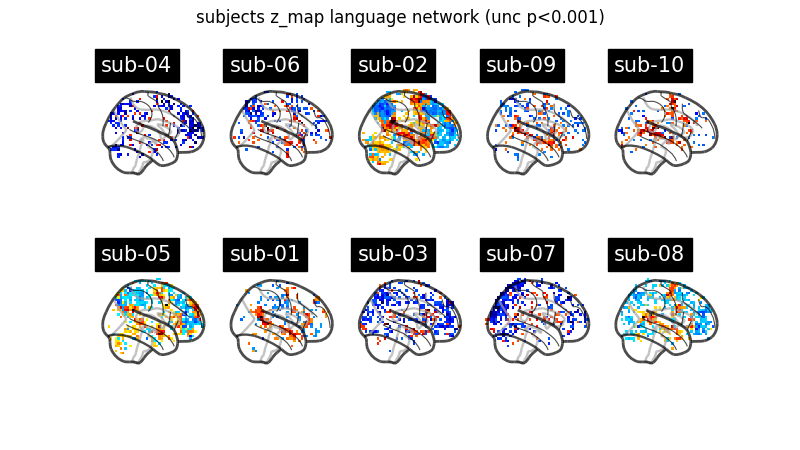 subjects z_map language network (unc p<0.001)
sub-04 sub-06 sub-02 sub-09 sub-10
sub-05 sub-01 sub-03 sub-07 sub-08